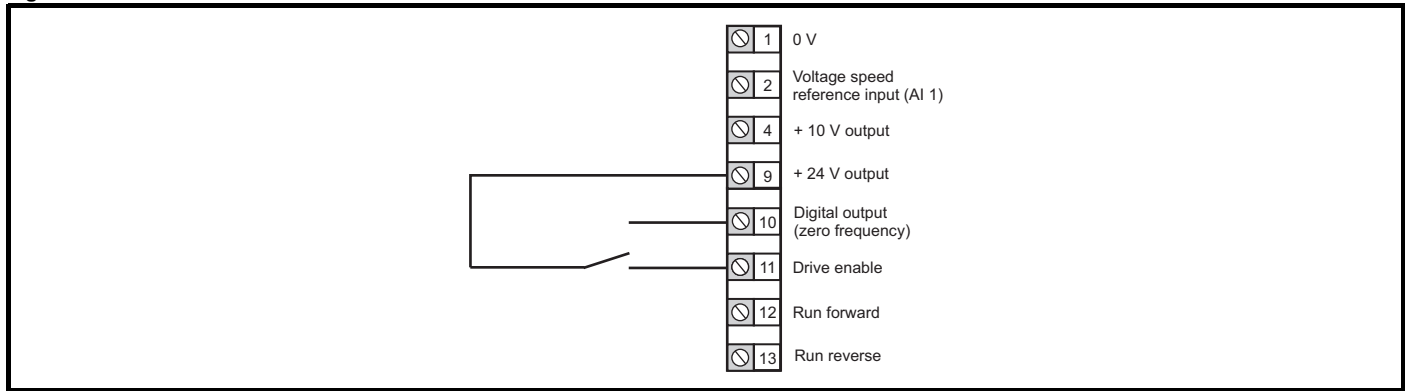 1 0 V
2 Voltage speed
reference input (AI 1)
4 + 10 V output
9 + 24 V output
10 Digital output
(zero frequency)
11 Drive enable
12 Run forward
13 Run reverse